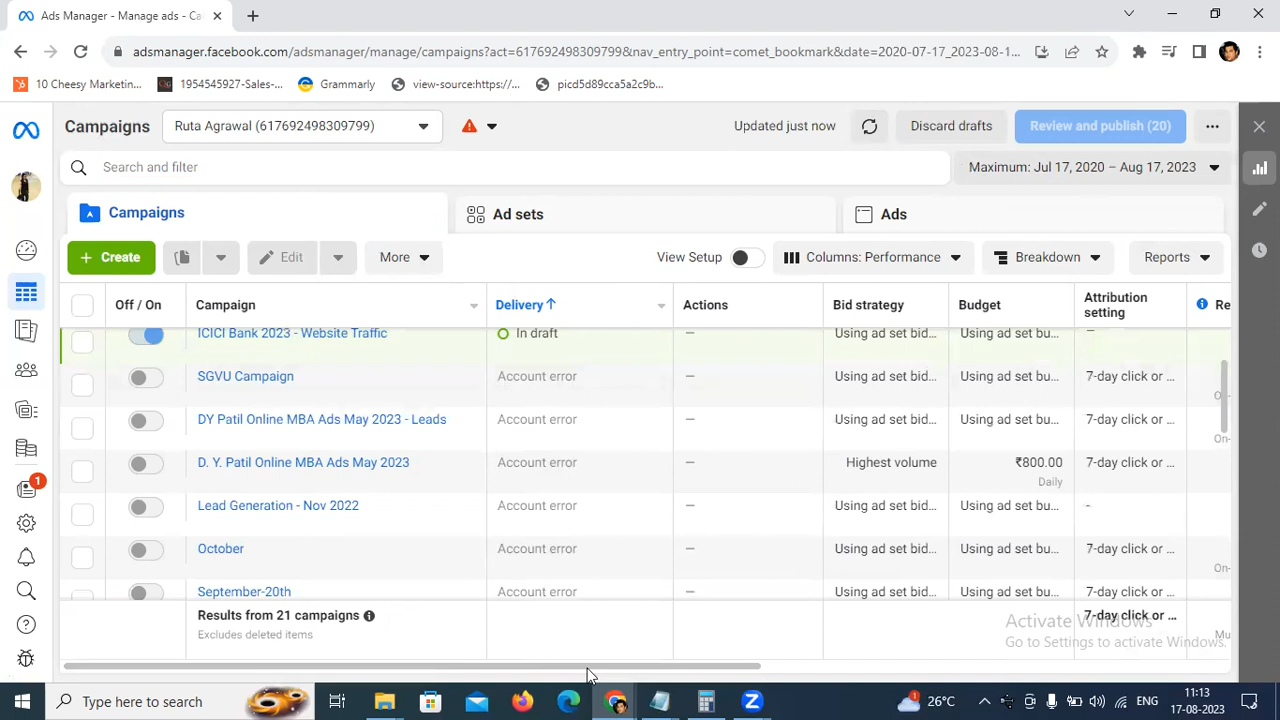 Ads Manager - Manage ads - Ca
adsmanager.facebook.com/adsmanager/manage/campaigns?act=617692498309799&nav_entry_point=comet_bookmark&date=2020-07-17_2023-08-1...
10 Cheesy Marketin... 1954545927-Sales-... Grammarly view-source:https://... picd5d89cca5a2c9b...
Campaigns Ruta Agrawal (617692498309799) Updated just now Discard drafts Review and publish (20)
Search and filter Maximum: Jul 17, 2020 – Aug 17, 2023
Campaigns Ad sets Ads
+ Create Edit More View Setup Columns: Performance Breakdown Reports
Off / On Campaign Delivery ↑ Actions Bid strategy Budget Attribution setting Re
ICICI Bank 2023 - Website Traffic In draft — Using ad set bid... Using ad set bu... —
SGVU Campaign Account error — Using ad set bid... Using ad set bu... 7-day click or ...
On-
DY Patil Online MBA Ads May 2023 - Leads Account error — Using ad set bid... Using ad set bu... 7-day click or ...
On-
D. Y. Patil Online MBA Ads May 2023 Account error — Highest volume ₹800.00 7-day click or ...
Daily
Lead Generation - Nov 2022 Account error — Using ad set bid... Using ad set bu... -
October Account error — Using ad set bid... Using ad set bu... 7-day click or ...
On-
September-20th Account error — Using ad set bid... Using ad set bu... 7-day click or ...
Results from 21 campaigns 7-day click or ...
Excludes deleted items Mu
Activate Windows
Go to Settings to activate Windows.
1
Type here to search 26°C ENG 11:13
17-08-2023 1